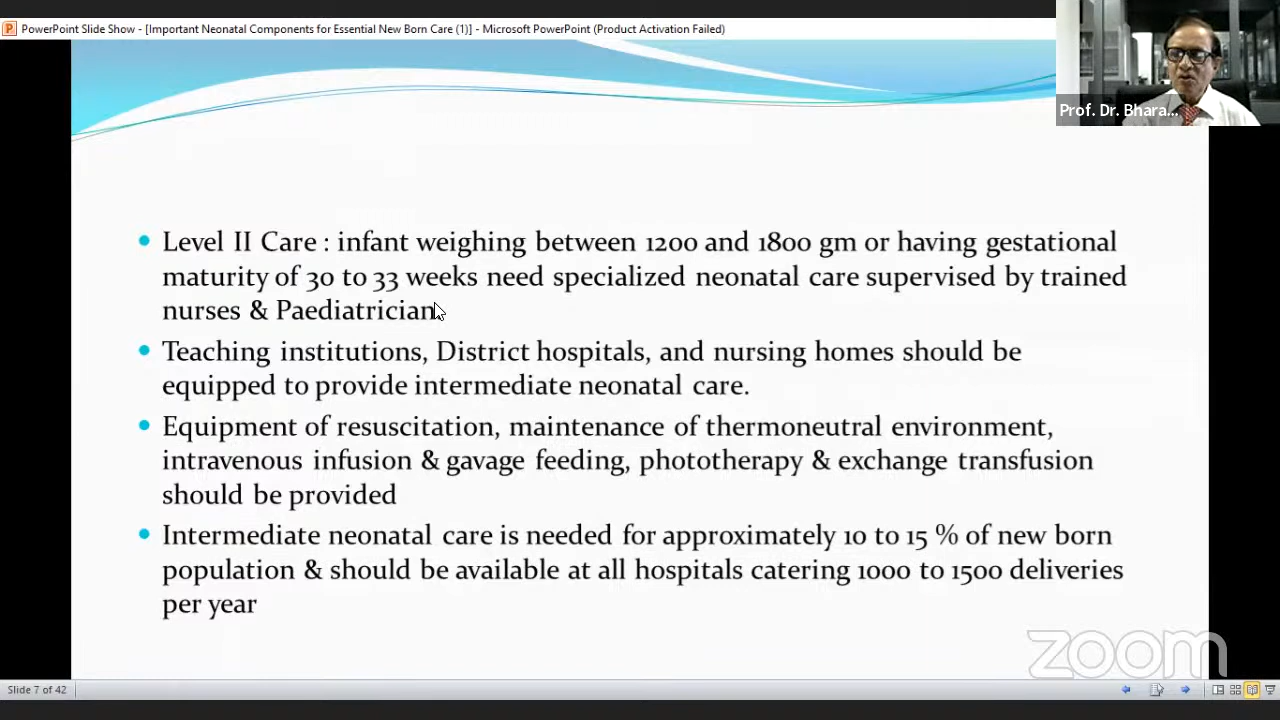 PowerPoint Slide Show - [Important Neonatal Components for Essential New Born Care (1)] - Microsoft PowerPoint (Product Activation Failed)
Prof. Dr. Bhara...
• Level II Care : infant weighing between 1200 and 1800 gm or having gestational
maturity of 30 to 33 weeks need specialized neonatal care supervised by trained
nurses & Paediatrician
• Teaching institutions, District hospitals, and nursing homes should be
equipped to provide intermediate neonatal care.
• Equipment of resuscitation, maintenance of thermoneutral environment,
intravenous infusion & gavage feeding, phototherapy & exchange transfusion
should be provided
• Intermediate neonatal care is needed for approximately 10 to 15 % of new born
population & should be available at all hospitals catering 1000 to 1500 deliveries
per year
zoom
Slide 7 of 42